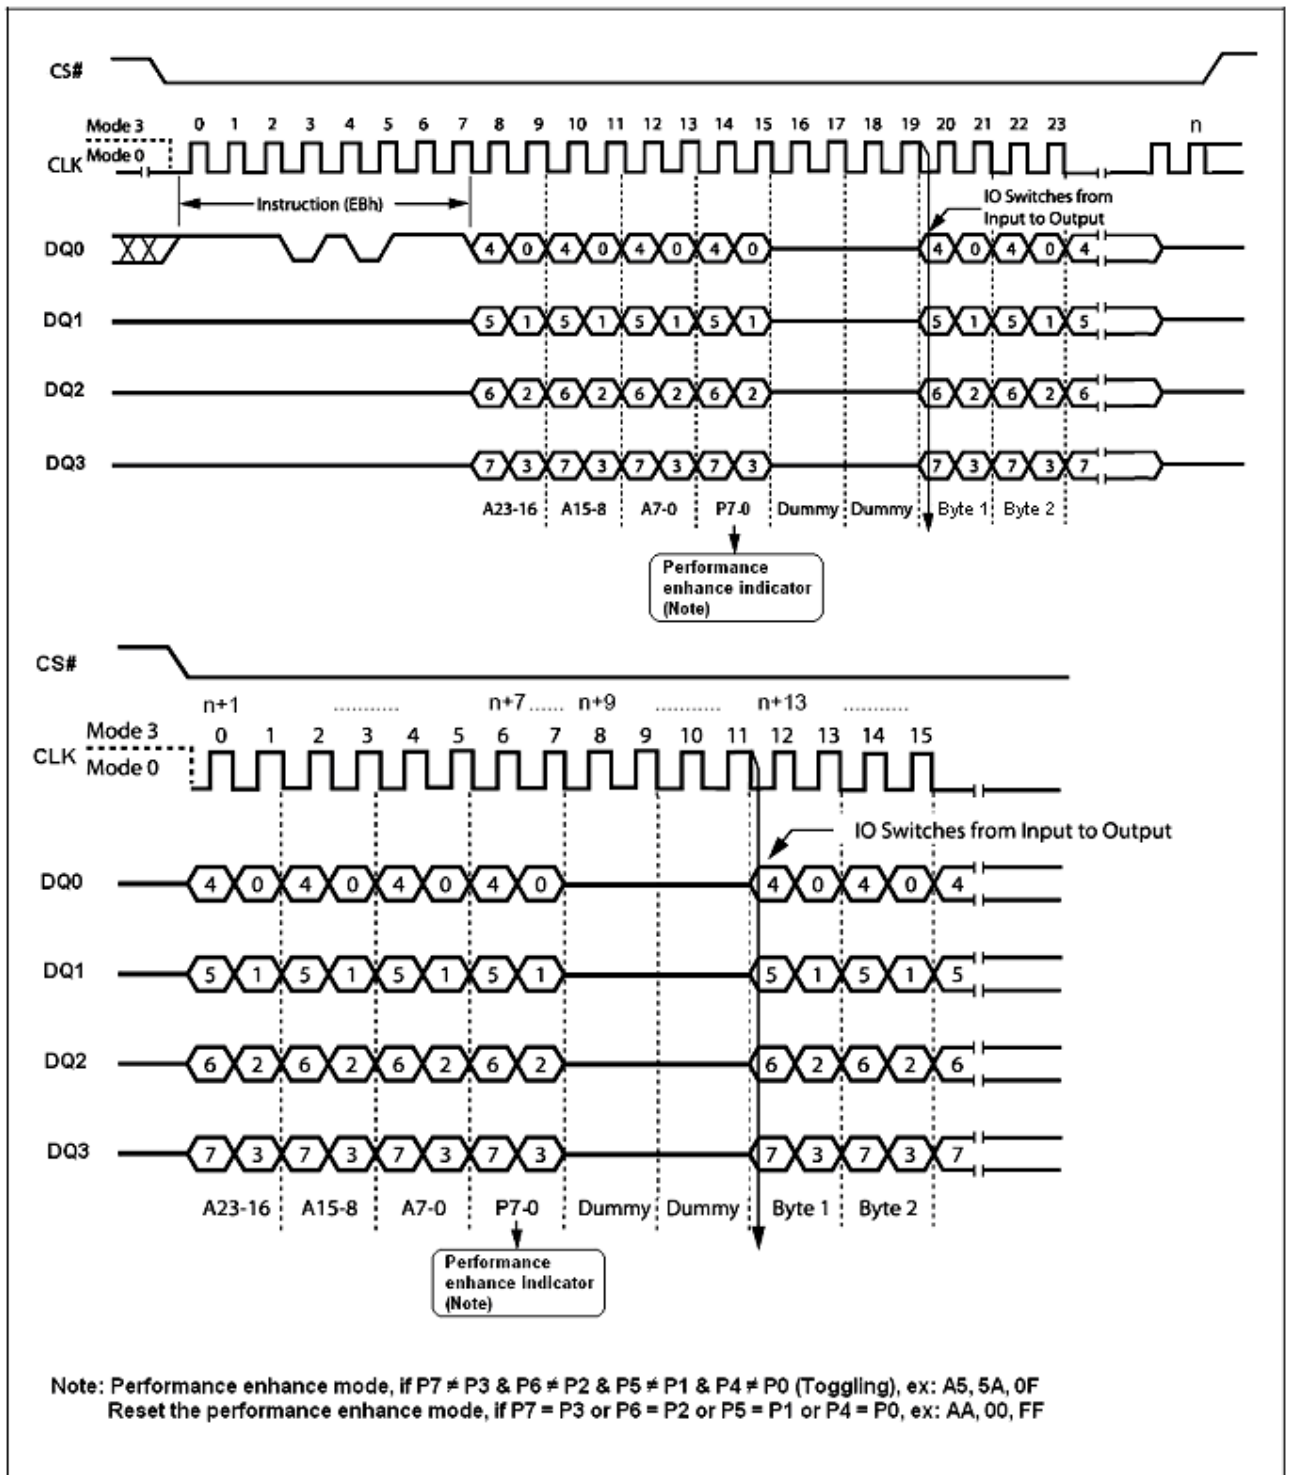 CS#
Mode 3
0 1 2 3 4 5 6 7 8 9 10 11 12 13 14 15 16 17 18 19 20 21 22 23 n
CLK Mode 0
Instruction (EBh)
IO Switches from
Input to Output
DQ0 4 0 4 0 4 0 4 0 4 0 4 0 4
DQ1 5 1 5 1 5 1 5 1 5 1 5 1 5
DQ2 6 2 6 2 6 2 6 2 6 2 6 2 6
DQ3 7 3 7 3 7 3 7 3 7 3 7 3 7
A23-16 A15-8 A7-0 P7-0 Dummy Dummy Byte 1 Byte 2
Performance
enhance indicator
(Note)
CS#
n+1 ........... n+7 ...... n+9 ........... n+13 ...........
Mode 3
0 1 2 3 4 5 6 7 8 9 10 11 12 13 14 15
CLK
Mode 0
IO Switches from Input to Output
DQ0 4 0 4 0 4 0 4 0 4 0 4 0 4
DQ1 5 1 5 1 5 1 5 1 5 1 5 1 5
DQ2 6 2 6 2 6 2 6 2 6 2 6 2 6
DQ3 7 3 7 3 7 3 7 3 7 3 7 3 7
A23-16 A15-8 A7-0 P7-0 Dummy Dummy Byte 1 Byte 2
Performance
enhance indicator
(Note)
Note: Performance enhance mode, if P7 ≠ P3 & P6 ≠ P2 & P5 ≠ P1 & P4 ≠ P0 (Toggling), ex: A5, 5A, 0F
Reset the performance enhance mode, if P7 = P3 or P6 = P2 or P5 = P1 or P4 = P0, ex: AA, 00, FF